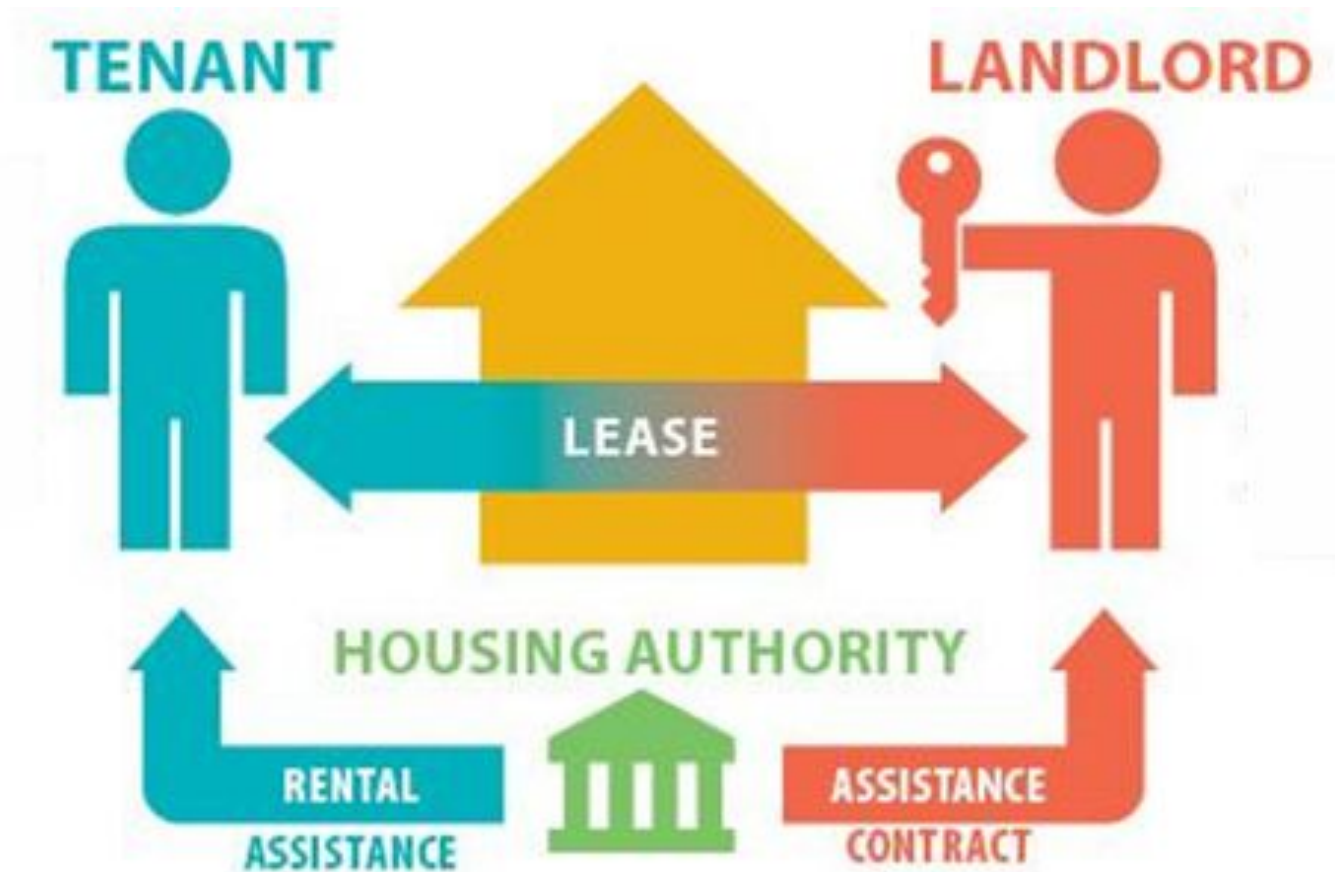 TENANT
LANDLORD
LEASE
HOUSING AUTHORITY
RENTAL
ASSISTANCE
ASSISTANCE
CONTRACT